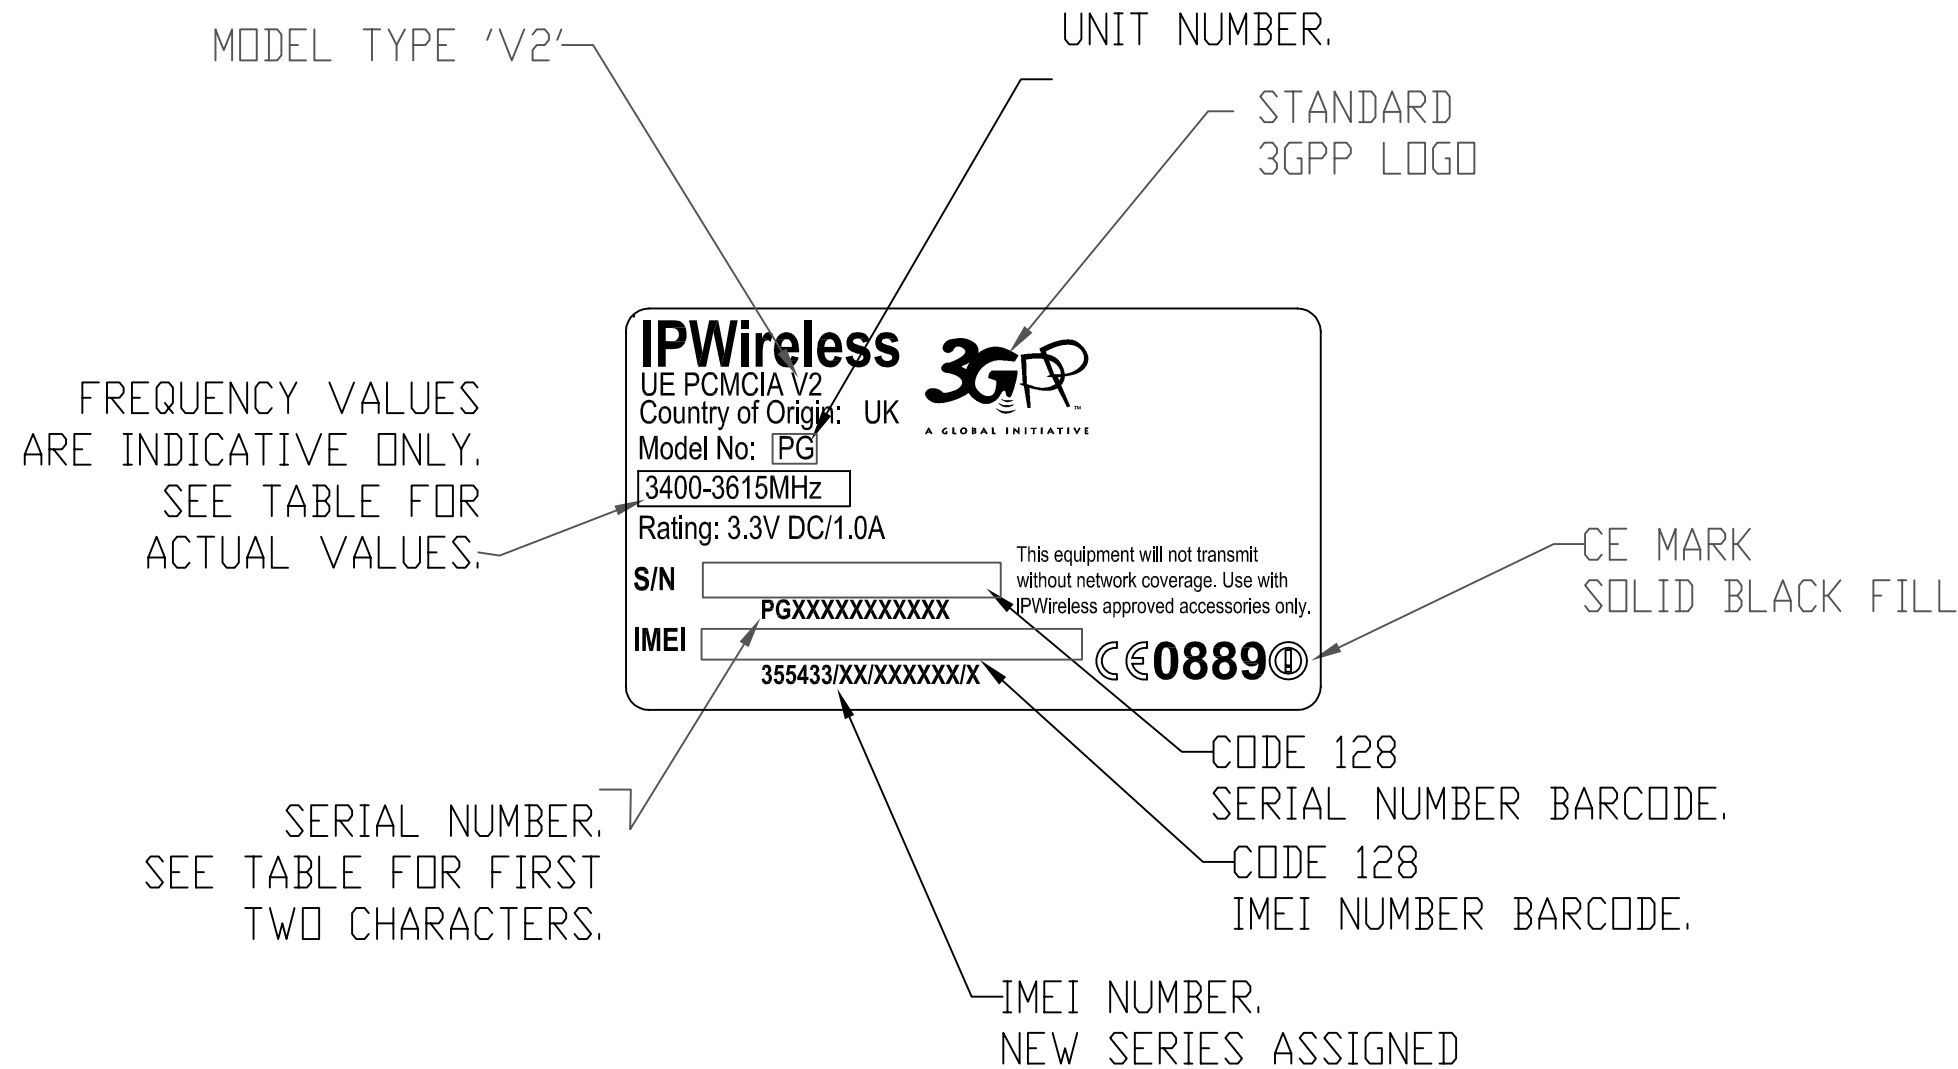 MODEL TYPE 'V2'
UNIT NUMBER.
STANDARD
3GPP LOGO
FREQUENCY VALUES
ARE INDICATIVE ONLY.
SEE TABLE FOR
ACTUAL VALUES.
IPWireless
UE PCMCIA V2
Country of Origin: UK
Model No: PG
3400-3615MHz
Rating: 3.3V DC/1.0A
3GPP™
A GLOBAL INITIATIVE
S/N
PGXXXXXXXXXXX
IMEI
355433/XX/XXXXXX/X
This equipment will not transmit
without network coverage. Use with
IPWireless approved accessories only.
CE0889
CE MARK
SOLID BLACK FILL
CODE 128
SERIAL NUMBER BARCODE.
CODE 128
IMEI NUMBER BARCODE.
SERIAL NUMBER.
SEE TABLE FOR FIRST
TWO CHARACTERS.
IMEI NUMBER.
NEW SERIES ASSIGNED